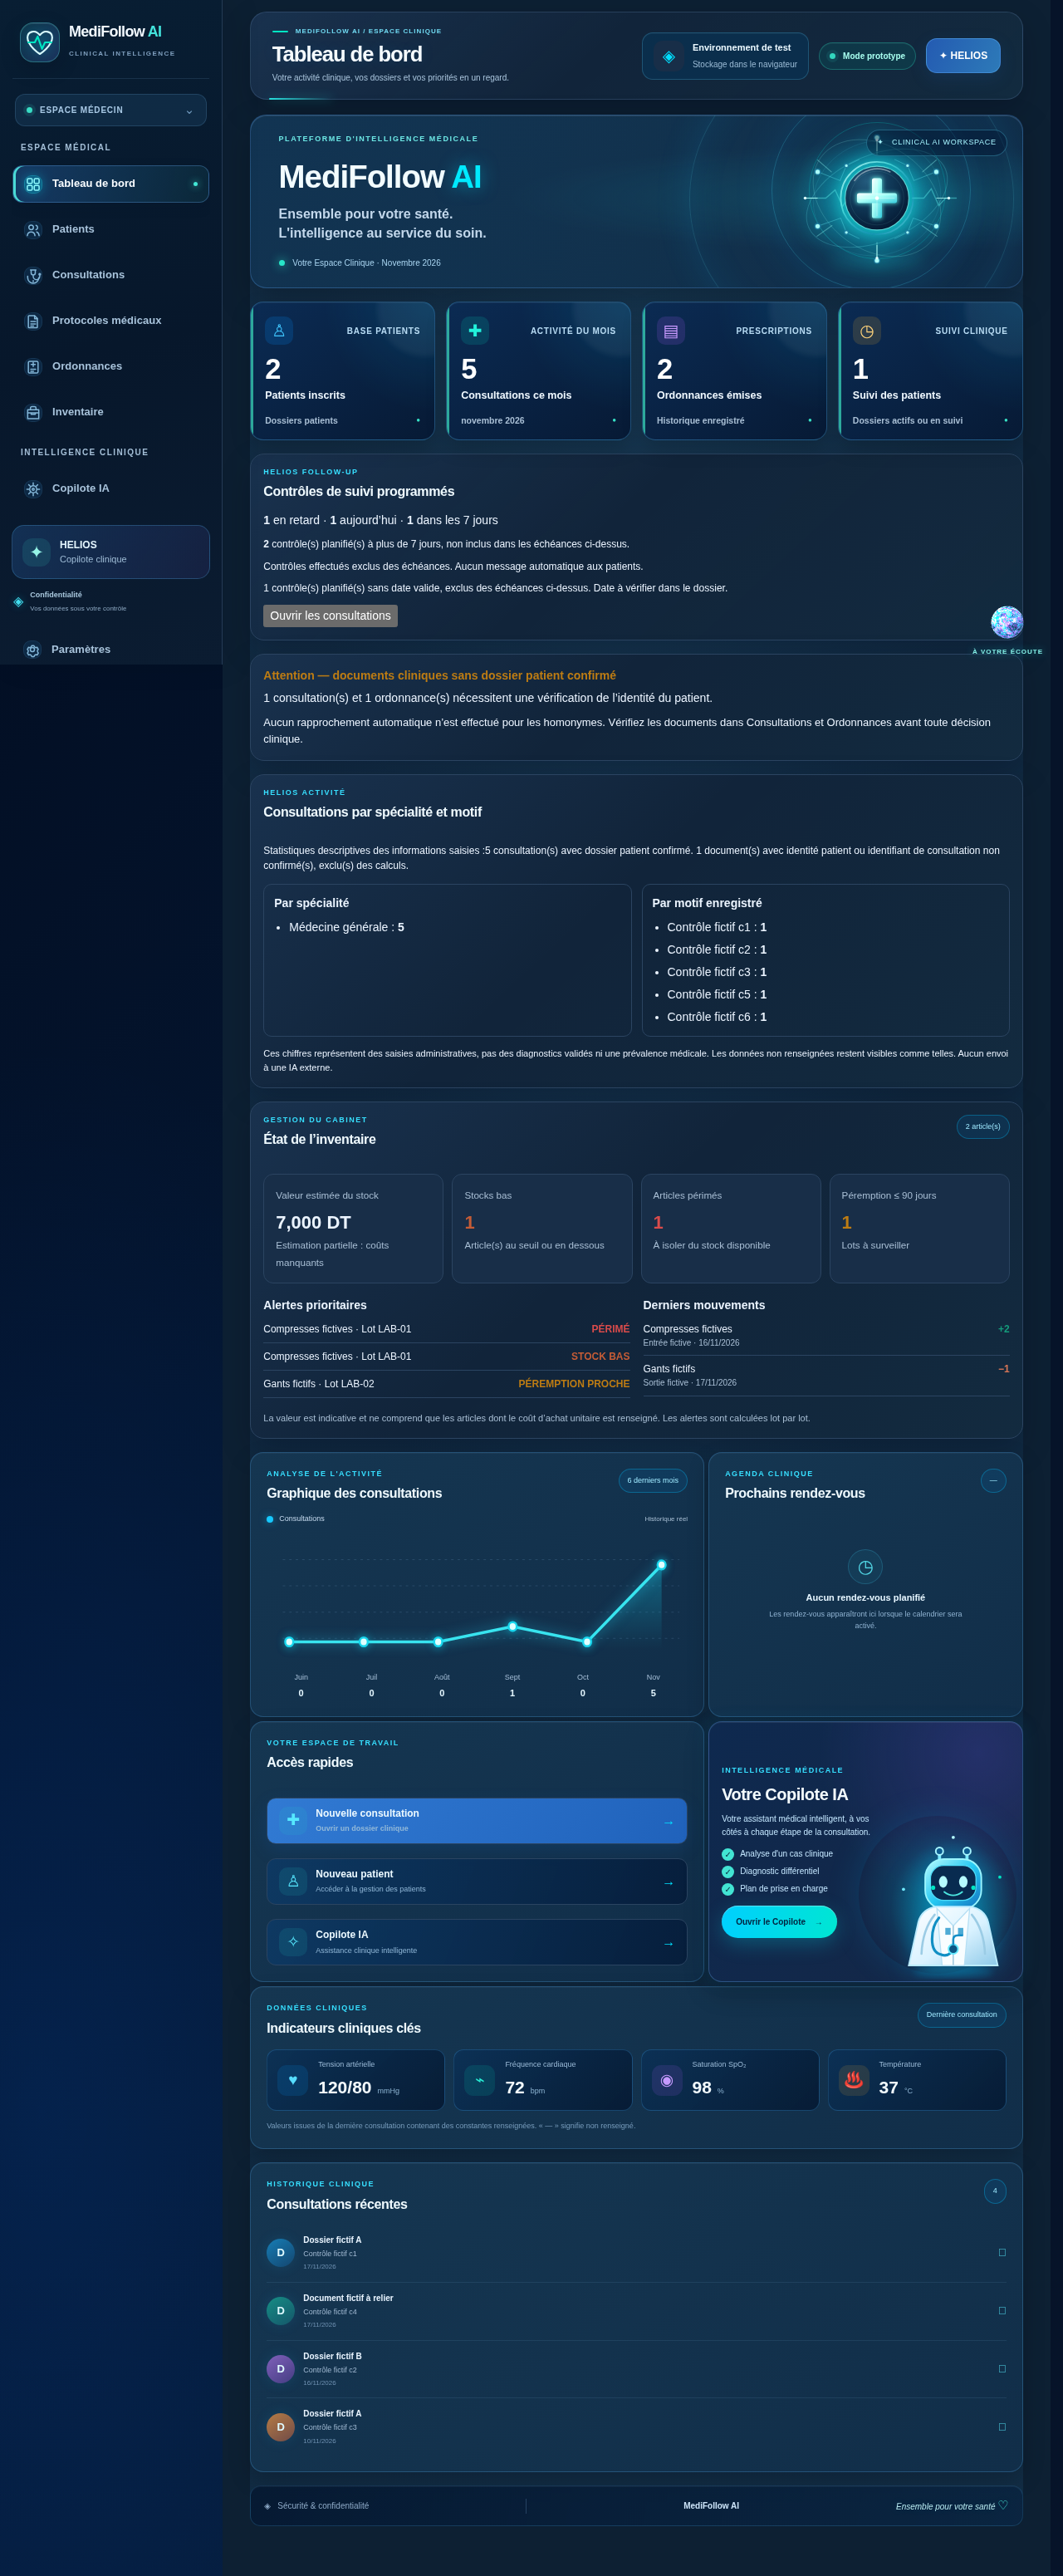 MediFollow AI
CLINICAL INTELLIGENCE
ESPACE MÉDECIN
ESPACE MÉDICAL
Tableau de bord
Patients
Consultations
Protocoles médicaux
Ordonnances
Inventaire
INTELLIGENCE CLINIQUE
Copilote IA
HELIOS
Copilote clinique
Confidentialité
Vos données sous votre contrôle
Paramètres
MEDIFOLLOW AI / ESPACE CLINIQUE
Tableau de bord
Votre activité clinique, vos dossiers et vos priorités en un regard.
Environnement de test
Stockage dans le navigateur
Mode prototype
✦ HELIOS
PLATEFORME D'INTELLIGENCE MÉDICALE
CLINICAL AI WORKSPACE
MediFollow AI
Ensemble pour votre santé.
L'intelligence au service du soin.
Votre Espace Clinique · Novembre 2026
BASE PATIENTS
2
Patients inscrits
Dossiers patients
ACTIVITÉ DU MOIS
5
Consultations ce mois
novembre 2026
PRESCRIPTIONS
2
Ordonnances émises
Historique enregistré
SUIVI CLINIQUE
1
Suivi des patients
Dossiers actifs ou en suivi
HELIOS FOLLOW-UP
Contrôles de suivi programmés
1 en retard · 1 aujourd’hui · 1 dans les 7 jours
2 contrôle(s) planifié(s) à plus de 7 jours, non inclus dans les échéances ci-dessus.
Contrôles effectués exclus des échéances. Aucun message automatique aux patients.
1 contrôle(s) planifié(s) sans date valide, exclus des échéances ci-dessus. Date à vérifier dans le dossier.
Ouvrir les consultations
À VOTRE ÉCOUTE
Attention — documents cliniques sans dossier patient confirmé
1 consultation(s) et 1 ordonnance(s) nécessitent une vérification de l’identité du patient.
Aucun rapprochement automatique n’est effectué pour les homonymes. Vérifiez les documents dans Consultations et Ordonnances avant toute décision
clinique.
HELIOS ACTIVITÉ
Consultations par spécialité et motif
Statistiques descriptives des informations saisies :5 consultation(s) avec dossier patient confirmé. 1 document(s) avec identité patient ou identifiant de consultation non
confirmé(s), exclu(s) des calculs.
Par spécialité
• Médecine générale : 5
Par motif enregistré
• Contrôle fictif c1 : 1
• Contrôle fictif c2 : 1
• Contrôle fictif c3 : 1
• Contrôle fictif c5 : 1
• Contrôle fictif c6 : 1
Ces chiffres représentent des saisies administratives, pas des diagnostics validés ni une prévalence médicale. Les données non renseignées restent visibles comme telles. Aucun envoi
à une IA externe.
GESTION DU CABINET
État de l’inventaire
2 article(s)
Valeur estimée du stock
7,000 DT
Estimation partielle : coûts
manquants
Stocks bas
1
Article(s) au seuil ou en dessous
Articles périmés
1
À isoler du stock disponible
Péremption ≤ 90 jours
1
Lots à surveiller
Alertes prioritaires
Compresses fictives · Lot LAB-01 PÉRIMÉ
Compresses fictives · Lot LAB-01 STOCK BAS
Gants fictifs · Lot LAB-02 PÉREMPTION PROCHE
Derniers mouvements
Compresses fictives +2
Entrée fictive · 16/11/2026
Gants fictifs −1
Sortie fictive · 17/11/2026
La valeur est indicative et ne comprend que les articles dont le coût d’achat unitaire est renseigné. Les alertes sont calculées lot par lot.
ANALYSE DE L'ACTIVITÉ
Graphique des consultations
6 derniers mois
Consultations
Historique réel
Juin Juil Août Sept Oct Nov
0 0 0 1 0 5
AGENDA CLINIQUE
Prochains rendez-vous
—
Aucun rendez-vous planifié
Les rendez-vous apparaîtront ici lorsque le calendrier sera
activé.
VOTRE ESPACE DE TRAVAIL
Accès rapides
Nouvelle consultation
Ouvrir un dossier clinique
→
Nouveau patient
Accéder à la gestion des patients
→
Copilote IA
Assistance clinique intelligente
→
INTELLIGENCE MÉDICALE
Votre Copilote IA
Votre assistant médical intelligent, à vos
côtés à chaque étape de la consultation.
✓ Analyse d'un cas clinique
✓ Diagnostic différentiel
✓ Plan de prise en charge
Ouvrir le Copilote →
DONNÉES CLINIQUES
Indicateurs cliniques clés
Dernière consultation
Tension artérielle
120/80 mmHg
Fréquence cardiaque
72 bpm
Saturation SpO₂
98 %
Température
37 °C
Valeurs issues de la dernière consultation contenant des constantes renseignées. « — » signifie non renseigné.
HISTORIQUE CLINIQUE
Consultations récentes
4
D
Dossier fictif A
Contrôle fictif c1
17/11/2026
D
Document fictif à relier
Contrôle fictif c4
17/11/2026
D
Dossier fictif B
Contrôle fictif c2
16/11/2026
D
Dossier fictif A
Contrôle fictif c3
10/11/2026
Sécurité & confidentialité
MediFollow AI
Ensemble pour votre santé ♡